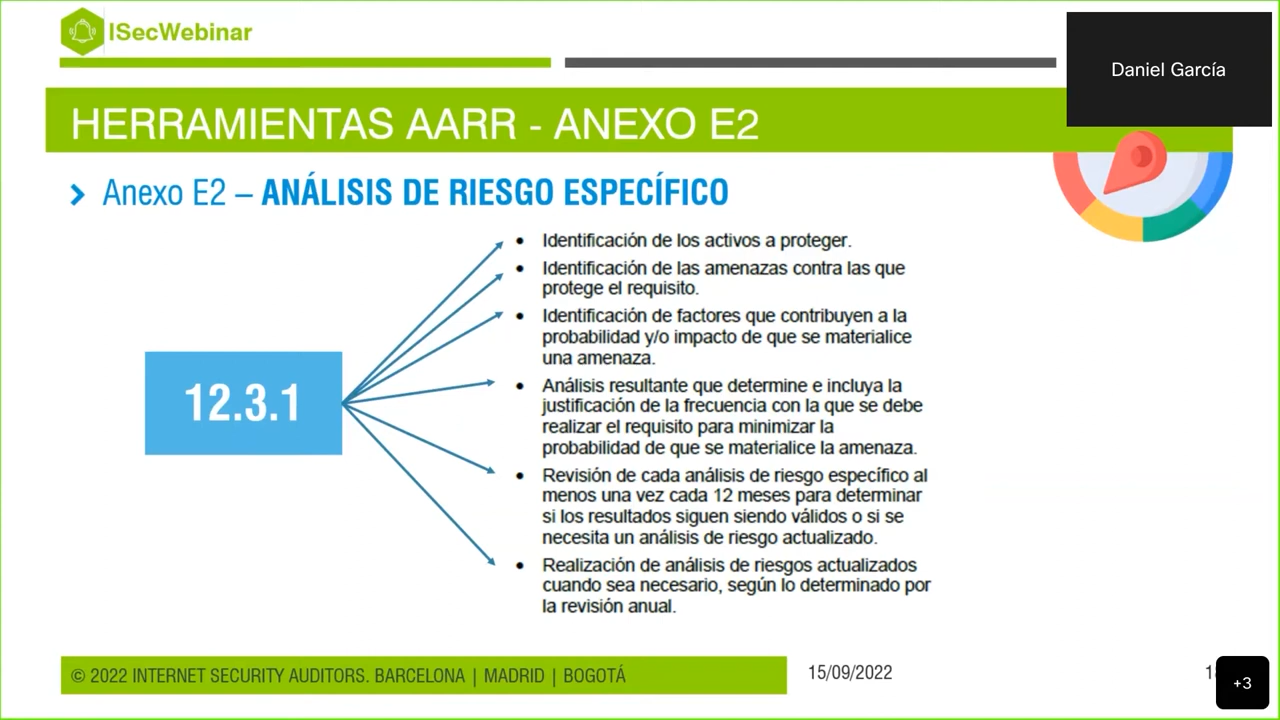 ISecWebinar
Daniel García
HERRAMIENTAS AARR - ANEXO E2
Anexo E2 – ANÁLISIS DE RIESGO ESPECÍFICO
12.3.1
• Identificación de los activos a proteger.
• Identificación de las amenazas contra las que
protege el requisito.
• Identificación de factores que contribuyen a la
probabilidad y/o impacto de que se materialice
una amenaza.
• Análisis resultante que determine e incluya la
justificación de la frecuencia con la que se debe
realizar el requisito para minimizar la
probabilidad de que se materialice la amenaza.
• Revisión de cada análisis de riesgo específico al
menos una vez cada 12 meses para determinar
si los resultados siguen siendo válidos o si se
necesita un análisis de riesgo actualizado.
• Realización de análisis de riesgos actualizados
cuando sea necesario, según lo determinado por
la revisión anual.
© 2022 INTERNET SECURITY AUDITORS. BARCELONA | MADRID | BOGOTÁ
15/09/2022
+3